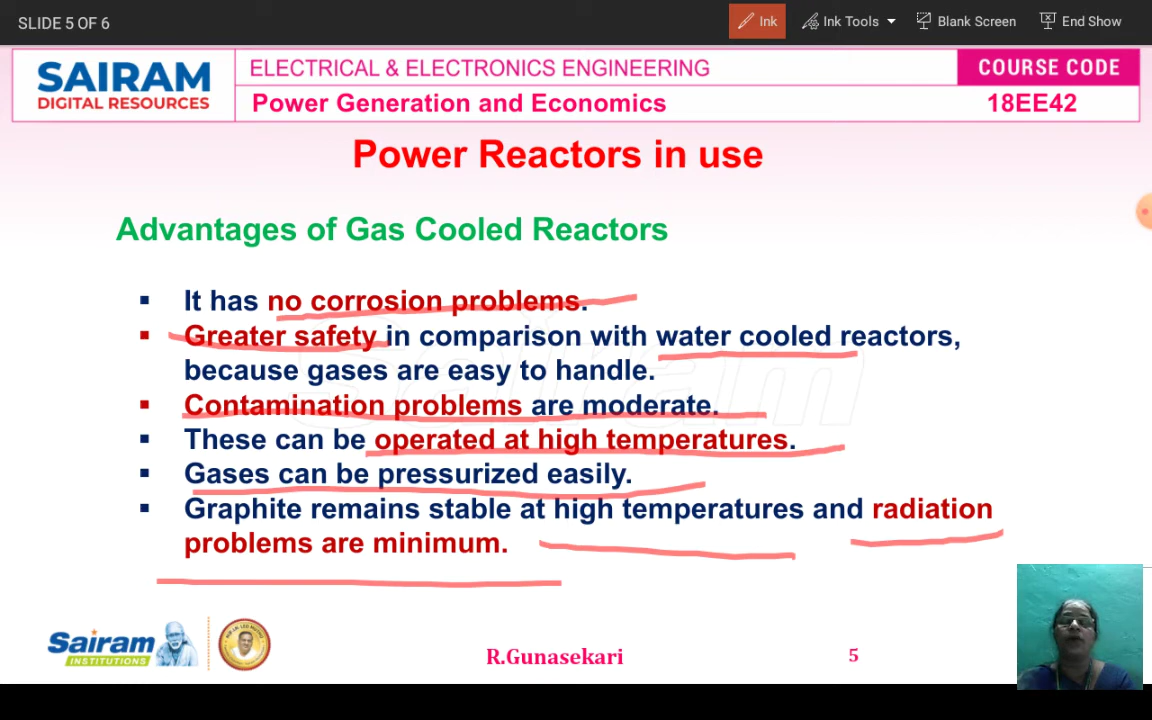 SLIDE 5 OF 6
Ink
Ink Tools
Blank Screen
End Show
SAIRAM
DIGITAL RESOURCES
ELECTRICAL & ELECTRONICS ENGINEERING
COURSE CODE
Power Generation and Economics
18EE42
Power Reactors in use
Advantages of Gas Cooled Reactors
▪ It has no corrosion problems.
▪ Greater safety in comparison with water cooled reactors,
because gases are easy to handle.
▪ Contamination problems are moderate.
▪ These can be operated at high temperatures.
▪ Gases can be pressurized easily.
▪ Graphite remains stable at high temperatures and radiation
problems are minimum.
Sairam
Sairam
INSTITUTIONS
R.Gunasekari
5